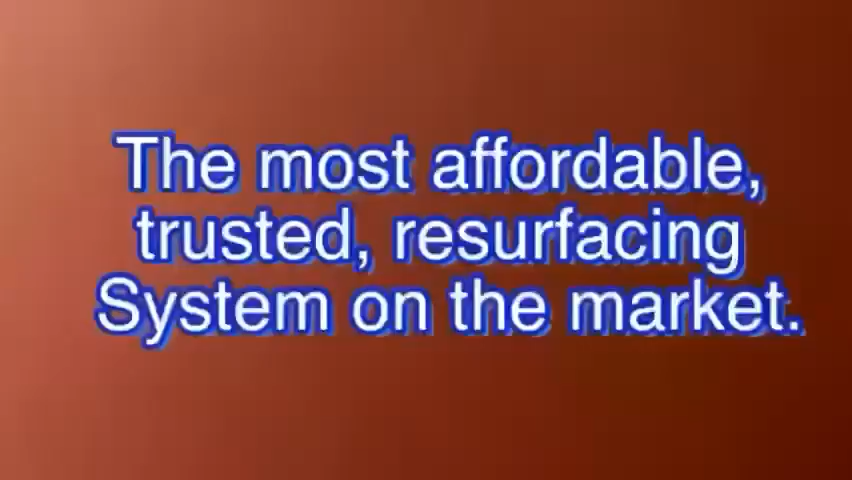 The most affordable,
trusted, resurfacing
System on the market.